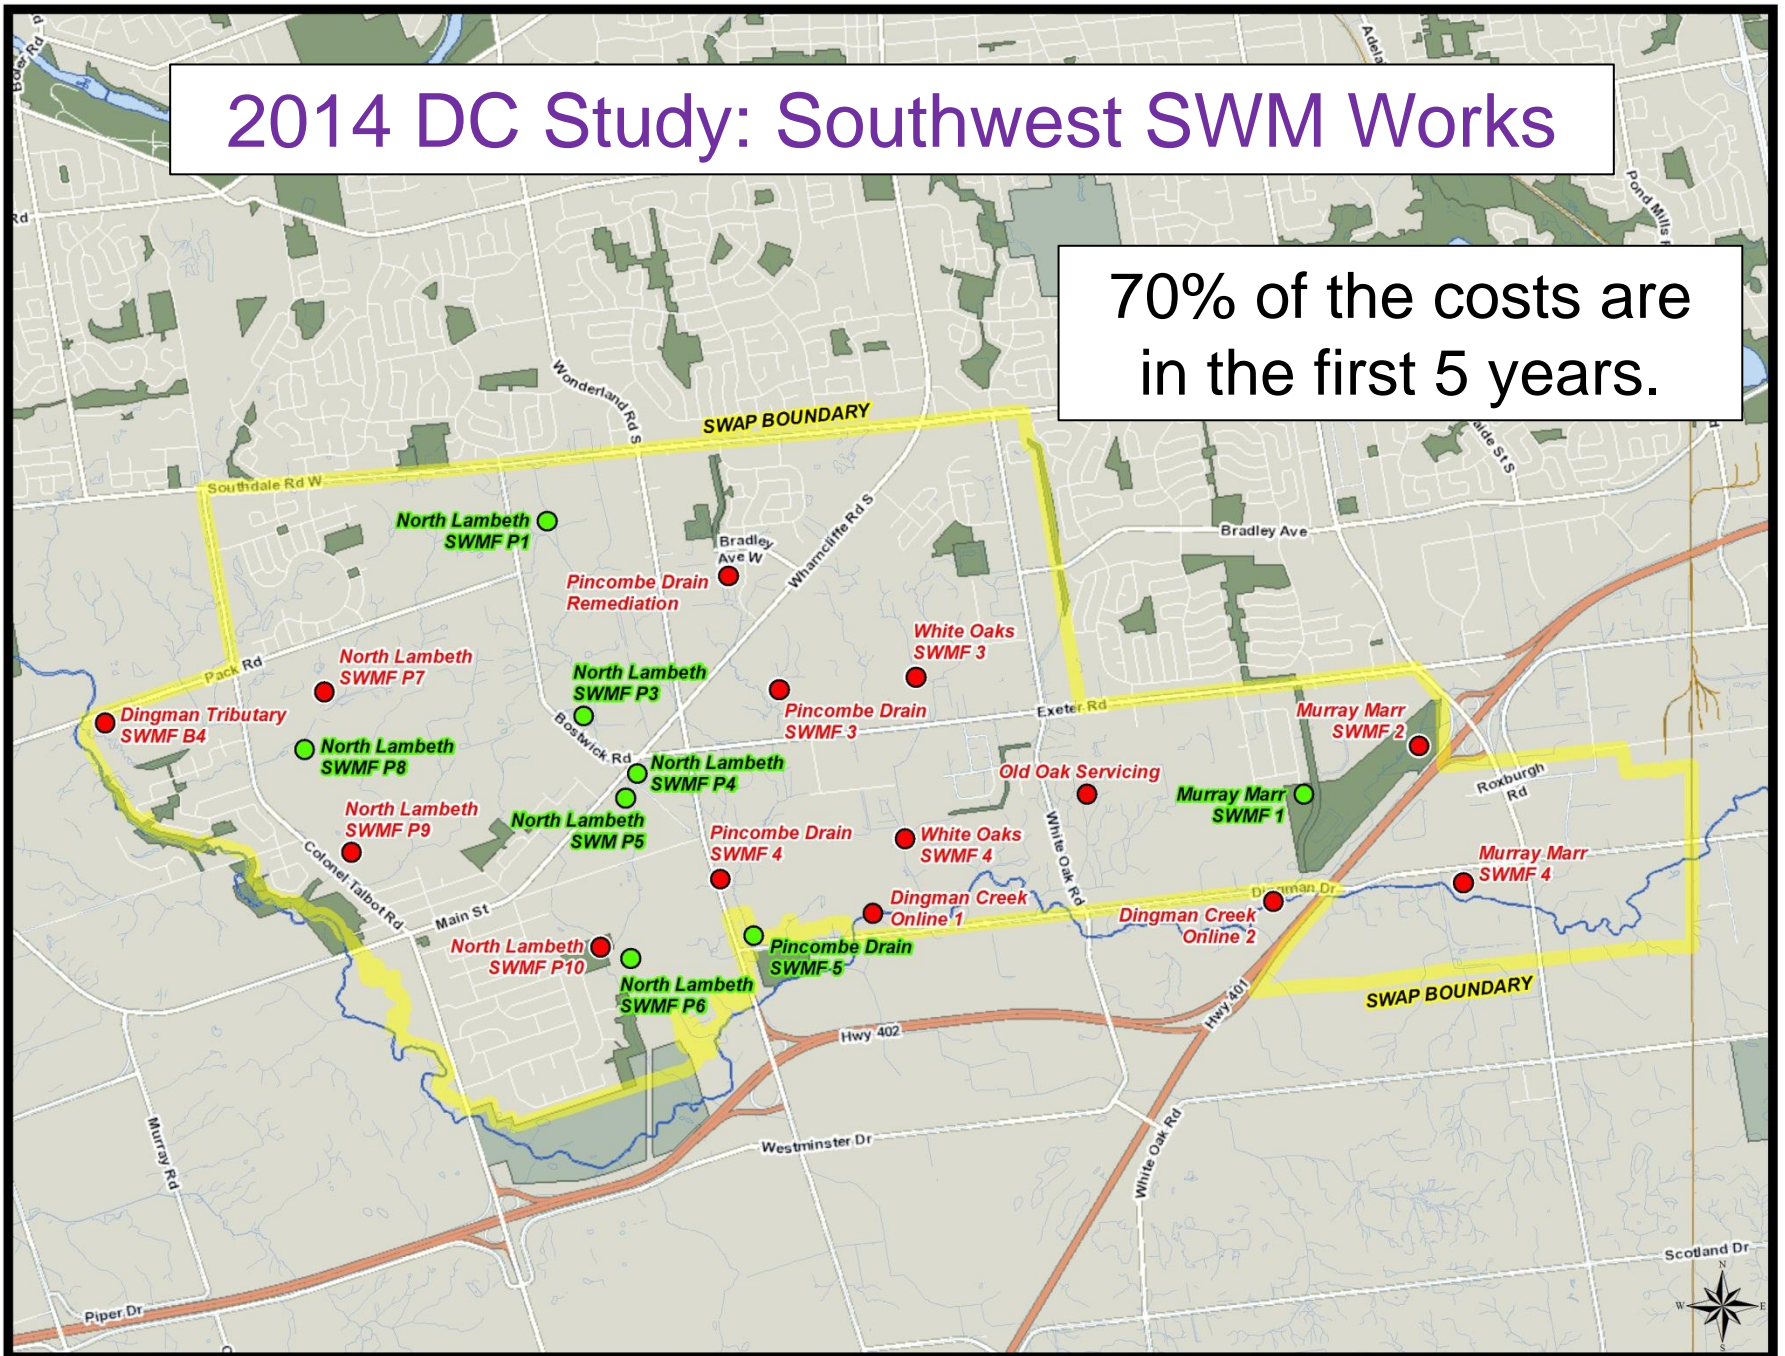 Boler Rd
Rd
2014 DC Study: Southwest SWM Works
Pond Mills
70% of the costs are
in the first 5 years.
Wonderland Rd S
SWAP BOUNDARY
Southdale Rd W
North Lambeth
SWMF P1
Bradley
Ave W
Wharncliffe Rd S
Bradley Ave
Pincombe Drain
Remediation
White Oaks
SWMF 3
North Lambeth
SWMF P7
Pack Rd
North Lambeth
SWMF P3
Pincombe Drain
SWMF 3
Exeter Rd
Murray Marr
SWMF 2
Dingman Tributary
SWMF B4
Bostwick Rd
North Lambeth
SWMF P8
North Lambeth
SWMF P4
Old Oak Servicing
Roxburgh
Rd
Murray Marr
SWMF 1
North Lambeth
SWMF P9
North Lambeth
SWM P5
Pincombe Drain
SWMF 4
White Oaks
SWMF 4
White Oak Rd
Murray Marr
SWMF 4
Colonel Talbot Rd
Main St
Dingman Creek
Online 1
Dingman Dr
Dingman Creek
Online 2
North Lambeth
SWMF P10
Pincombe Drain
SWMF 5
North Lambeth
SWMF P6
SWAP BOUNDARY
Hwy 401
Hwy 402
Murray Rd
Westminster Dr
White Oak Rd
Scotland Dr
Piper Dr
N
W
E
S